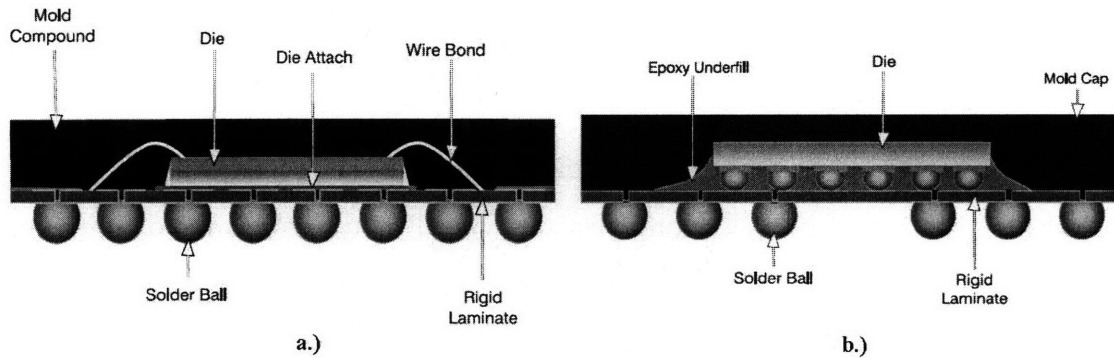 Mold
Compound
Die
Die Attach
Wire Bond
Solder Ball
Rigid
Laminate
a.)
Epoxy Underfill
Die
Mold Cap
Solder Ball
Rigid
Laminate
b.)